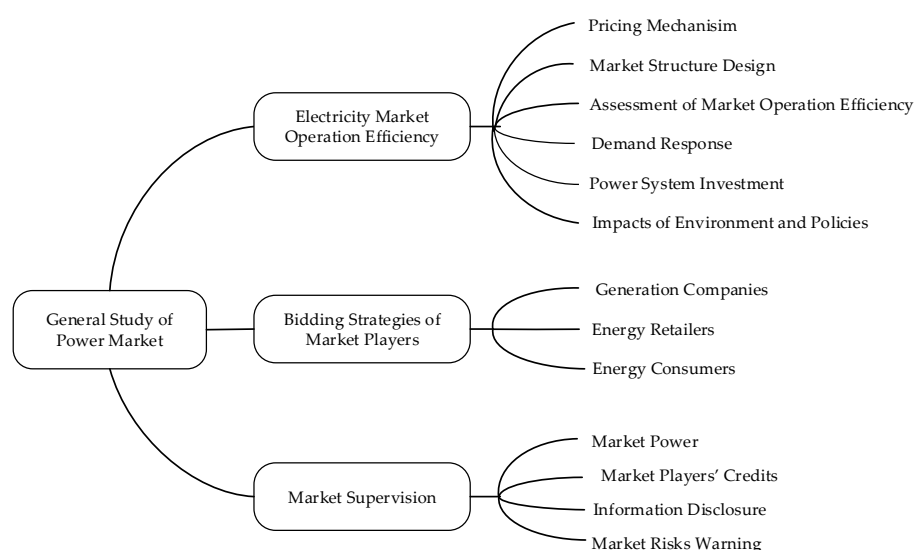 Pricing Mechanisim
Market Structure Design
Electricity Market
Operation Efficiency
Assessment of Market Operation Efficiency
Demand Response
Power System Investment
Impacts of Environment and Policies
General Study of
Power Market
Bidding Strategies of
Market Players
Generation Companies
Energy Retailers
Energy Consumers
Market Supervision
Market Power
Market Players’ Credits
Information Disclosure
Market Risks Warning